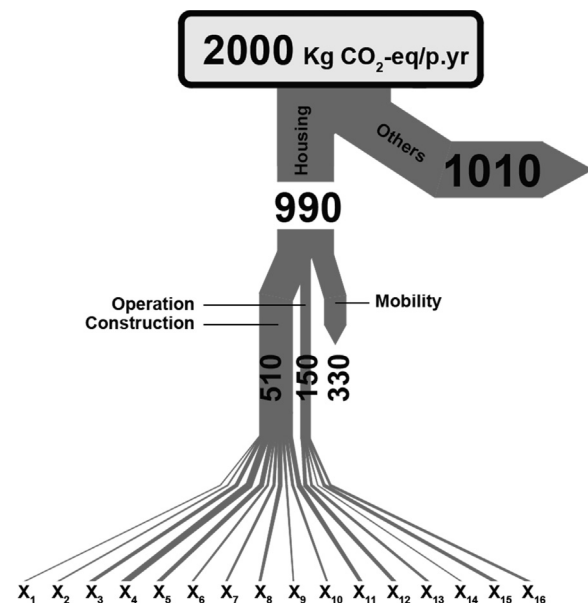 2000 Kg CO₂-eq/p.yr
Housing
Others
1010
990
Operation
Construction
Mobility
510
150
330
X₁ X₂ X₃ X₄ X₅ X₆ X₇ X₈ X₉ X₁₀ X₁₁ X₁₂ X₁₃ X₁₄ X₁₅ X₁₆